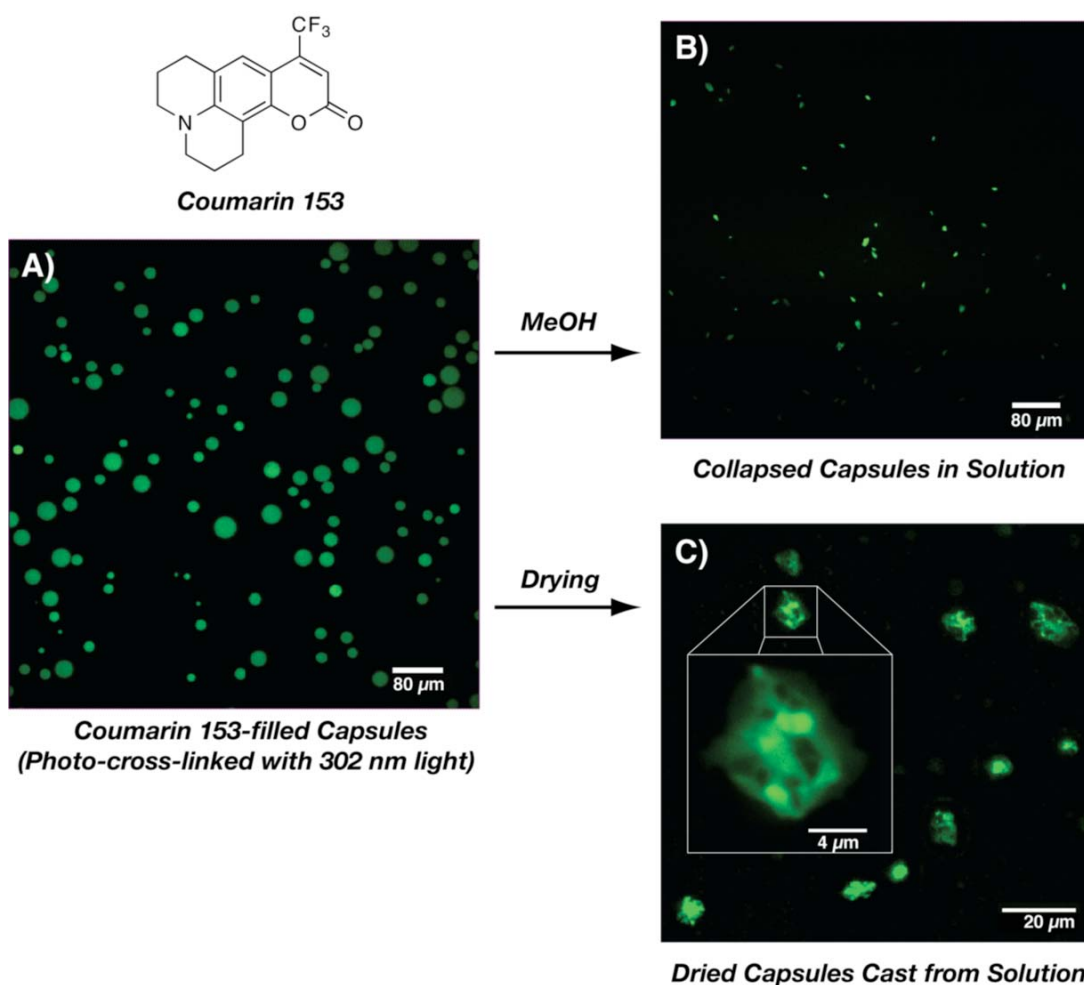 CF₃
N
O
O
Coumarin 153
A)
80 µm
Coumarin 153-filled Capsules
(Photo-cross-linked with 302 nm light)
MeOH
Drying
B)
80 µm
Collapsed Capsules in Solution
C)
4 µm
20 µm
Dried Capsules Cast from Solution